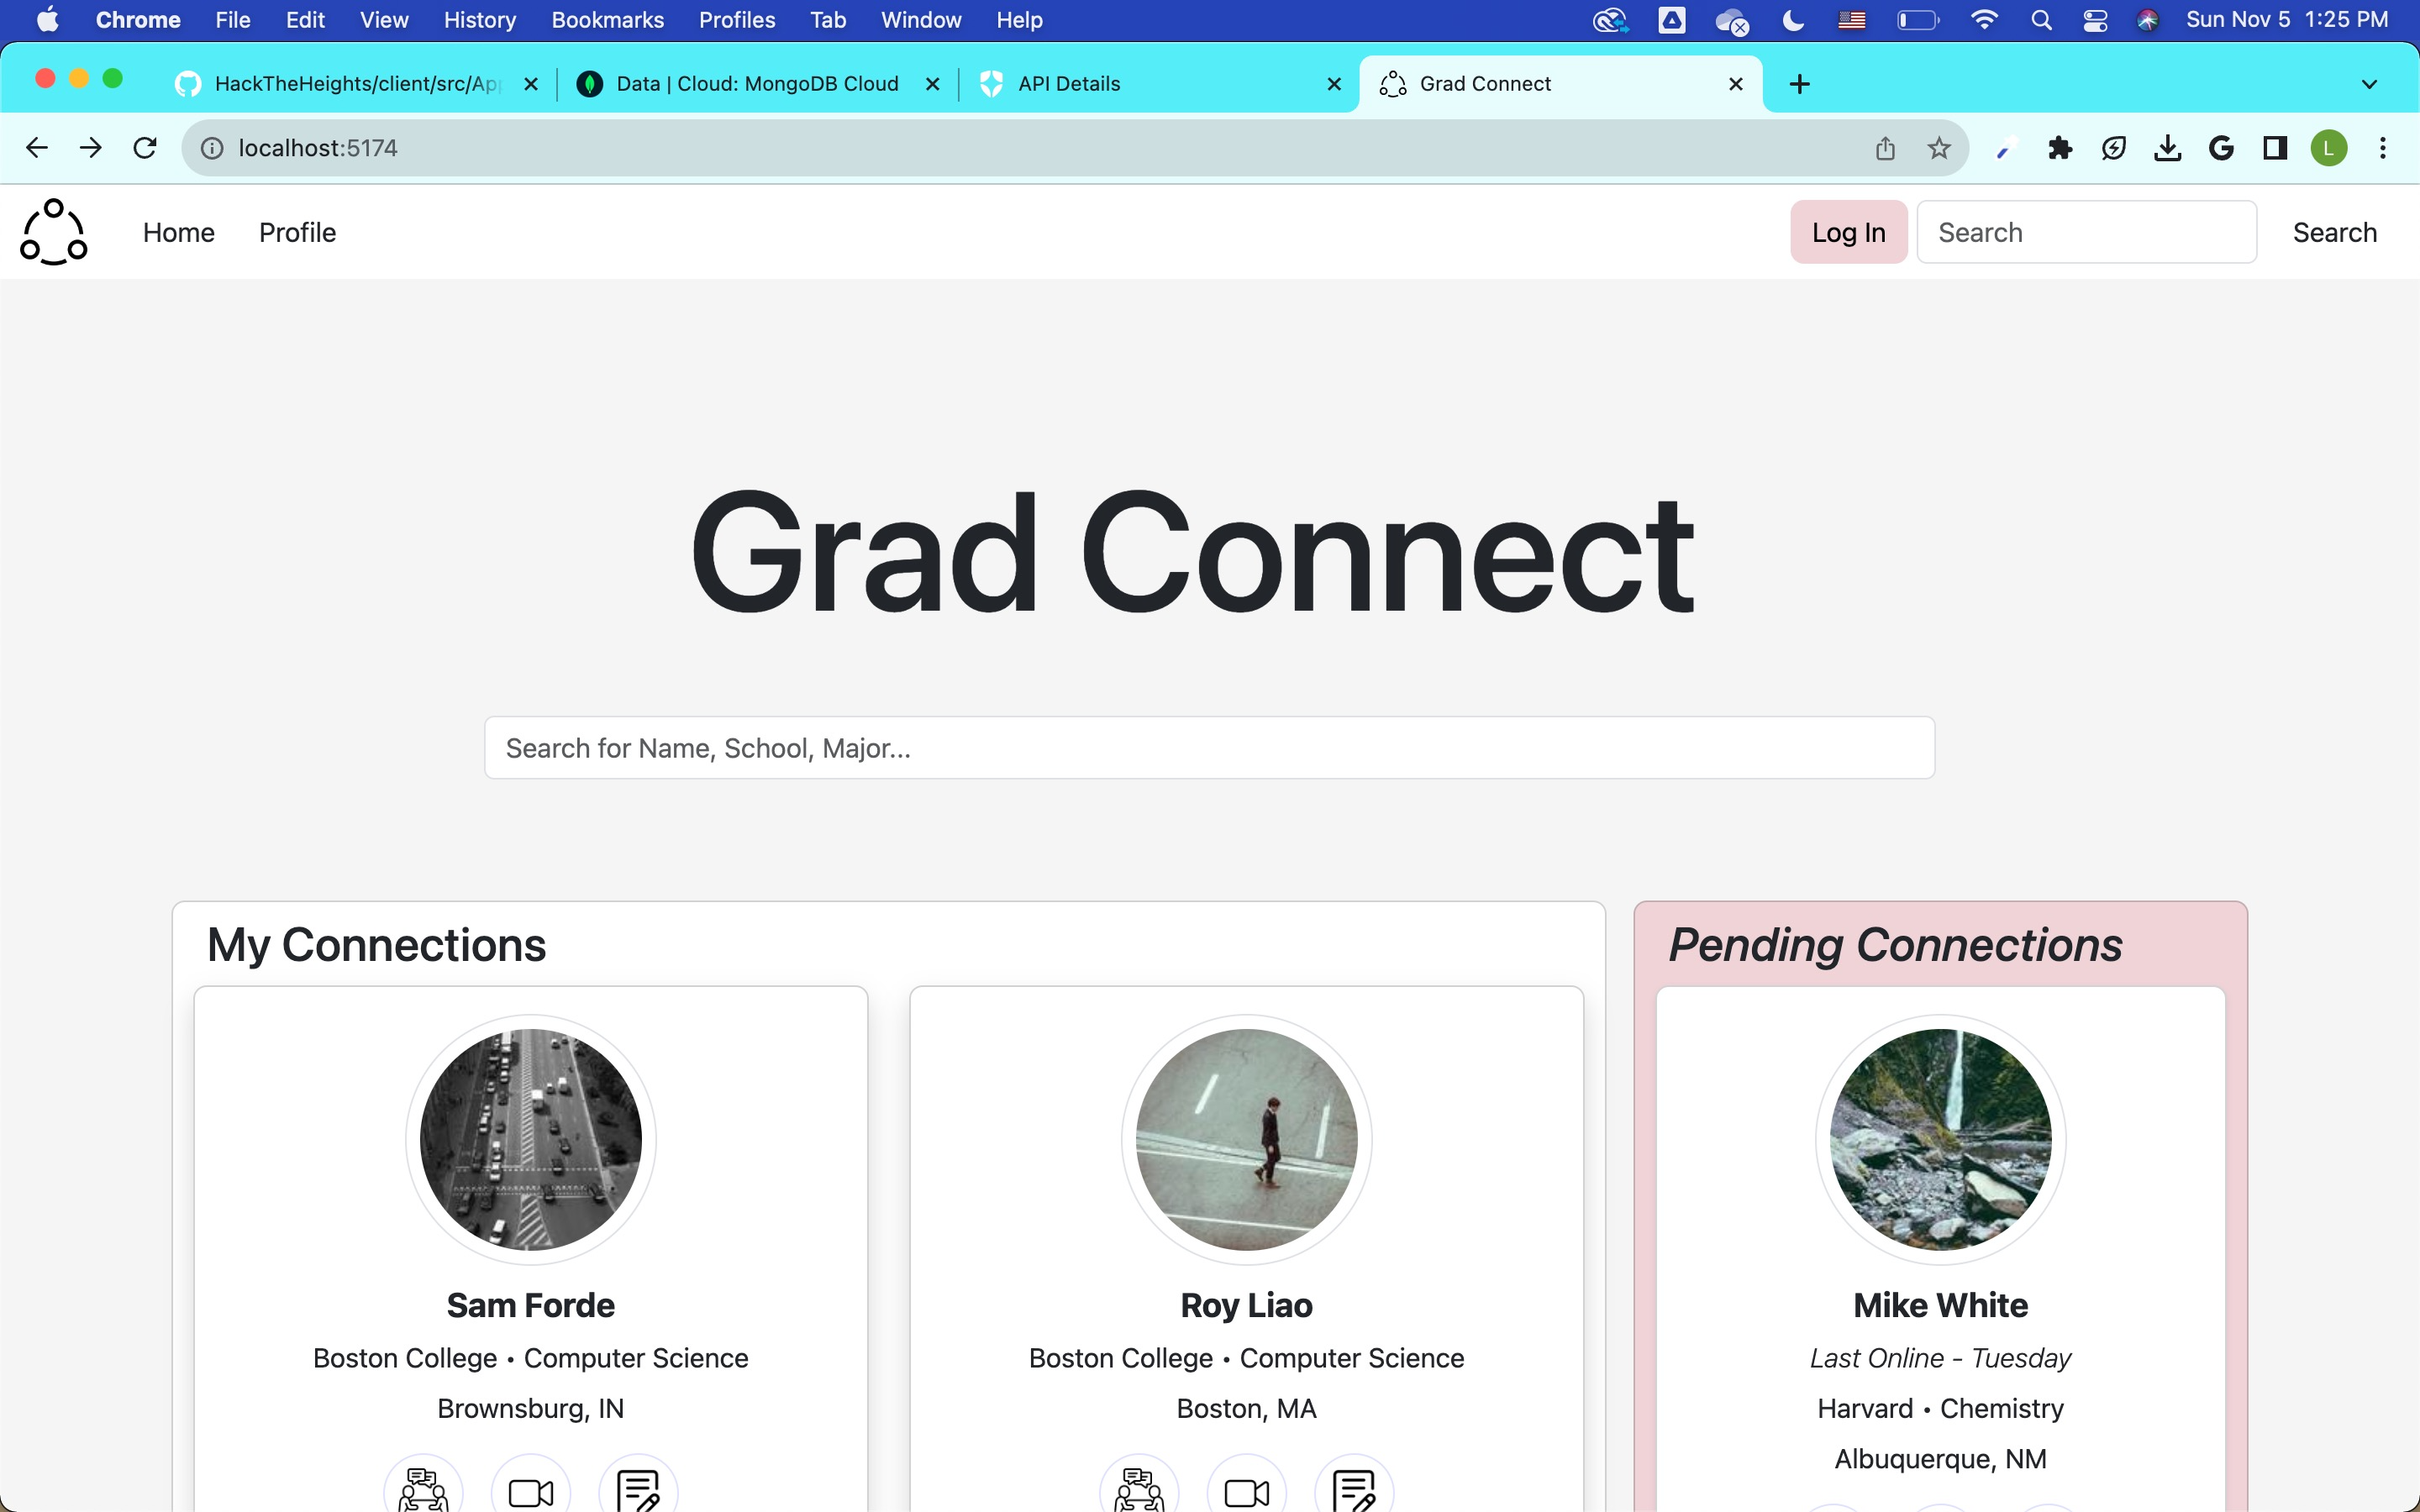 Chrome File Edit View History Bookmarks Profiles Tab Window Help Sun Nov 5 1:25 PM
HackTheHeights/client/src/App Data | Cloud: MongoDB Cloud API Details Grad Connect
localhost:5174 L
Home Profile Log In Search Search
Grad Connect
Search for Name, School, Major...
My Connections
Sam Forde
Boston College • Computer Science
Brownsburg, IN
Roy Liao
Boston College • Computer Science
Boston, MA
Pending Connections
Mike White
Last Online - Tuesday
Harvard • Chemistry
Albuquerque, NM